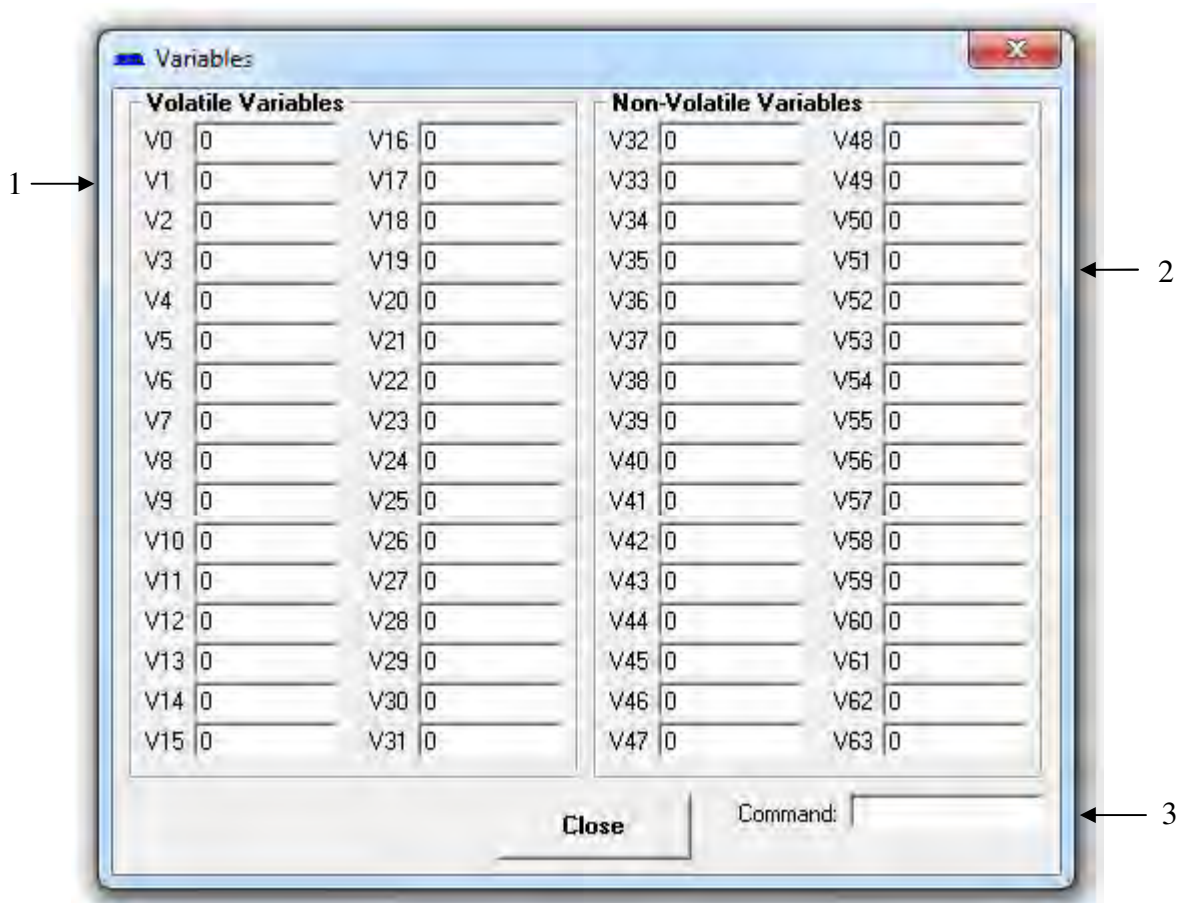 Variables
Volatile Variables Non-Volatile Variables
V0 0 V16 0 V32 0 V48 0
1 V1 0 V17 0 V33 0 V49 0
V2 0 V18 0 V34 0 V50 0
V3 0 V19 0 V35 0 V51 0 2
V4 0 V20 0 V36 0 V52 0
V5 0 V21 0 V37 0 V53 0
V6 0 V22 0 V38 0 V54 0
V7 0 V23 0 V39 0 V55 0
V8 0 V24 0 V40 0 V56 0
V9 0 V25 0 V41 0 V57 0
V10 0 V26 0 V42 0 V58 0
V11 0 V27 0 V43 0 V59 0
V12 0 V28 0 V44 0 V60 0
V13 0 V29 0 V45 0 V61 0
V14 0 V30 0 V46 0 V62 0
V15 0 V31 0 V47 0 V63 0
Close Command: 3